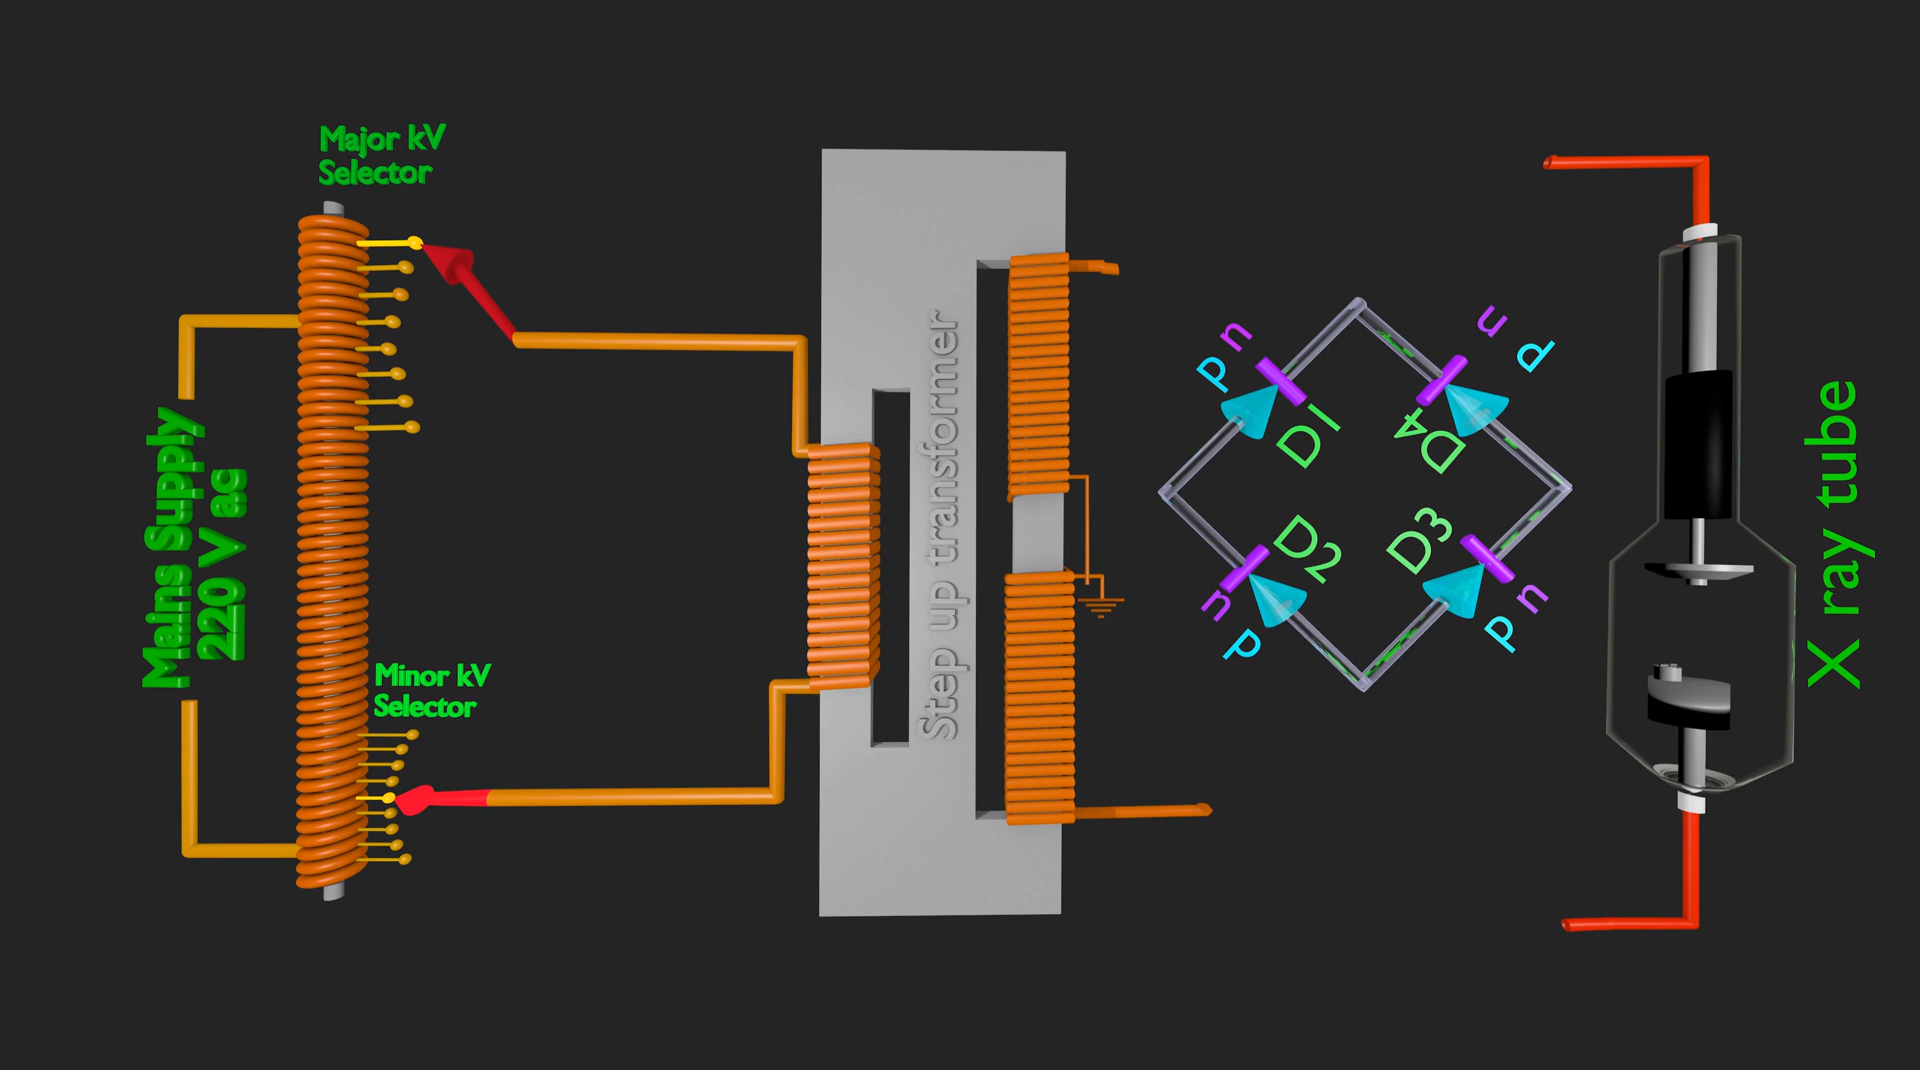 Major kV
Selector
Mains Supply
220 V ac
Minor kV
Selector
Step up transformer
n
P
D1
n
P
D4
D2
n
P
D3
n
P
X ray tube